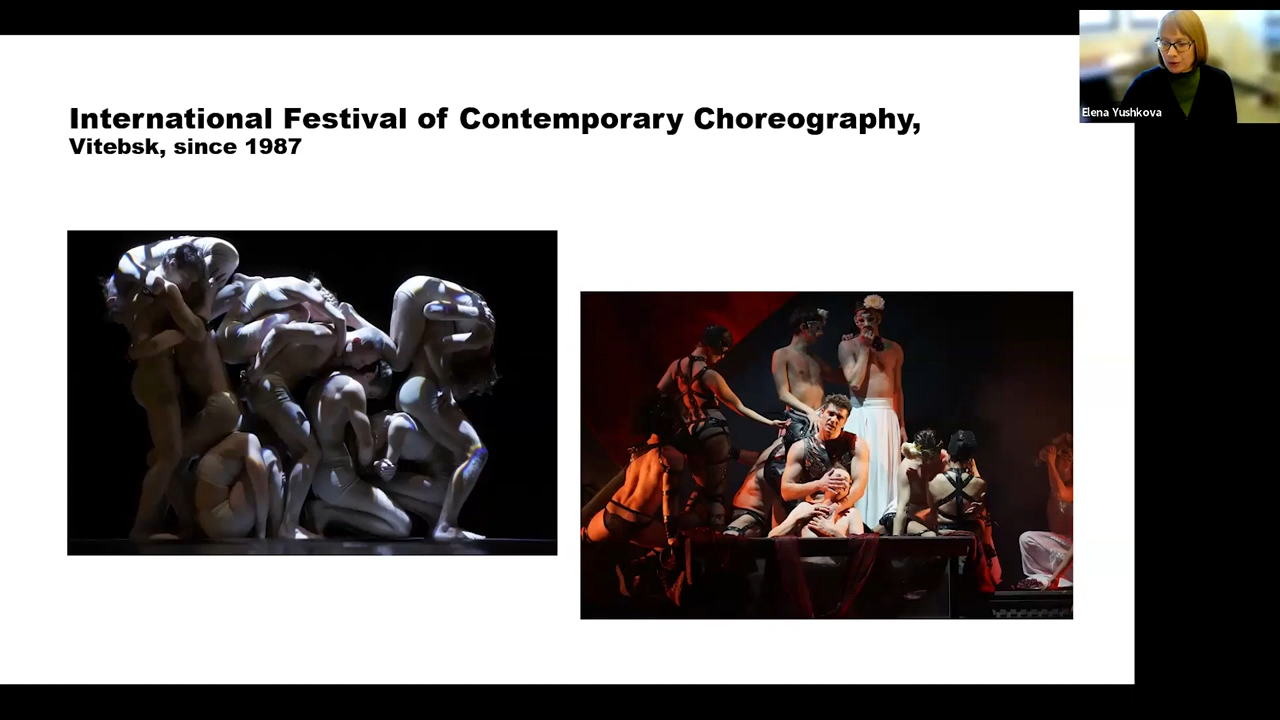 International Festival of Contemporary Choreography,
Vitebsk, since 1987
Elena Yushkova